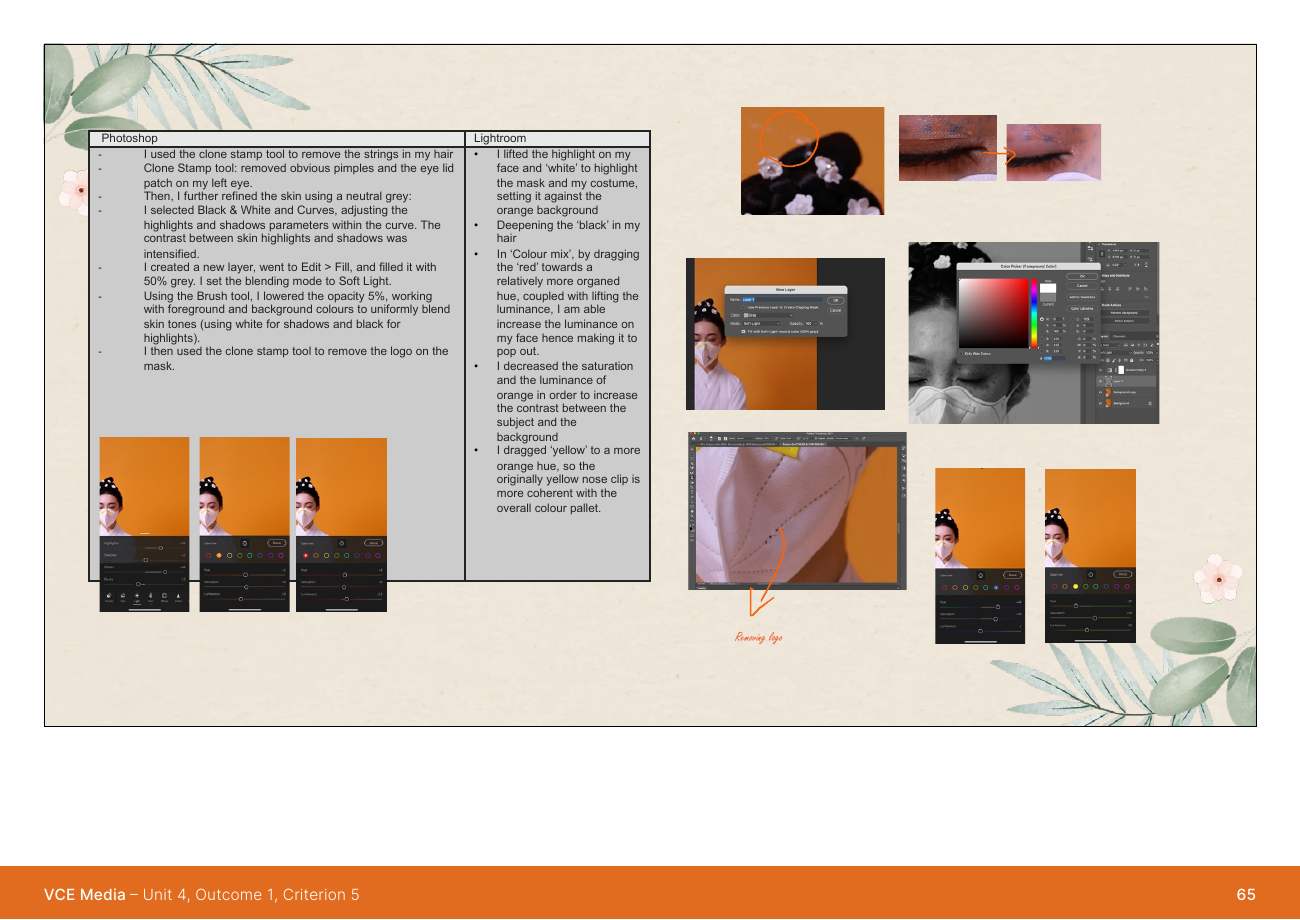 Photoshop
- I used the clone stamp tool to remove the strings in my hair
- Clone Stamp tool: removed obvious pimples and the eye lid
patch on my left eye.
- Then, I further refined the skin using a neutral grey:
- I selected Black & White and Curves, adjusting the
highlights and shadows parameters within the curve. The
contrast between skin highlights and shadows was
intensified.
- I created a new layer, went to Edit > Fill, and filled it with
50% grey. I set the blending mode to Soft Light.
- Using the Brush tool, I lowered the opacity 5%, working
with foreground and background colours to uniformly blend
skin tones (using white for shadows and black for
highlights).
- I then used the clone stamp tool to remove the logo on the
mask.
Lightroom
• I lifted the highlight on my
face and ‘white’ to highlight
the mask and my costume,
setting it against the
orange background
• Deepening the ‘black’ in my
hair
• In ‘Colour mix’, by dragging
the ‘red’ towards a
relatively more organed
hue, coupled with lifting the
luminance, I am able
increase the luminance on
my face hence making it to
pop out.
• I decreased the saturation
and the luminance of
orange in order to increase
the contrast between the
subject and the
background
• I dragged ‘yellow’ to a more
orange hue, so the
originally yellow nose clip is
more coherent with the
overall colour pallet.
New Layer
Color Picker (Foreground Color)
Removing logo
VCE Media – Unit 4, Outcome 1, Criterion 5
65